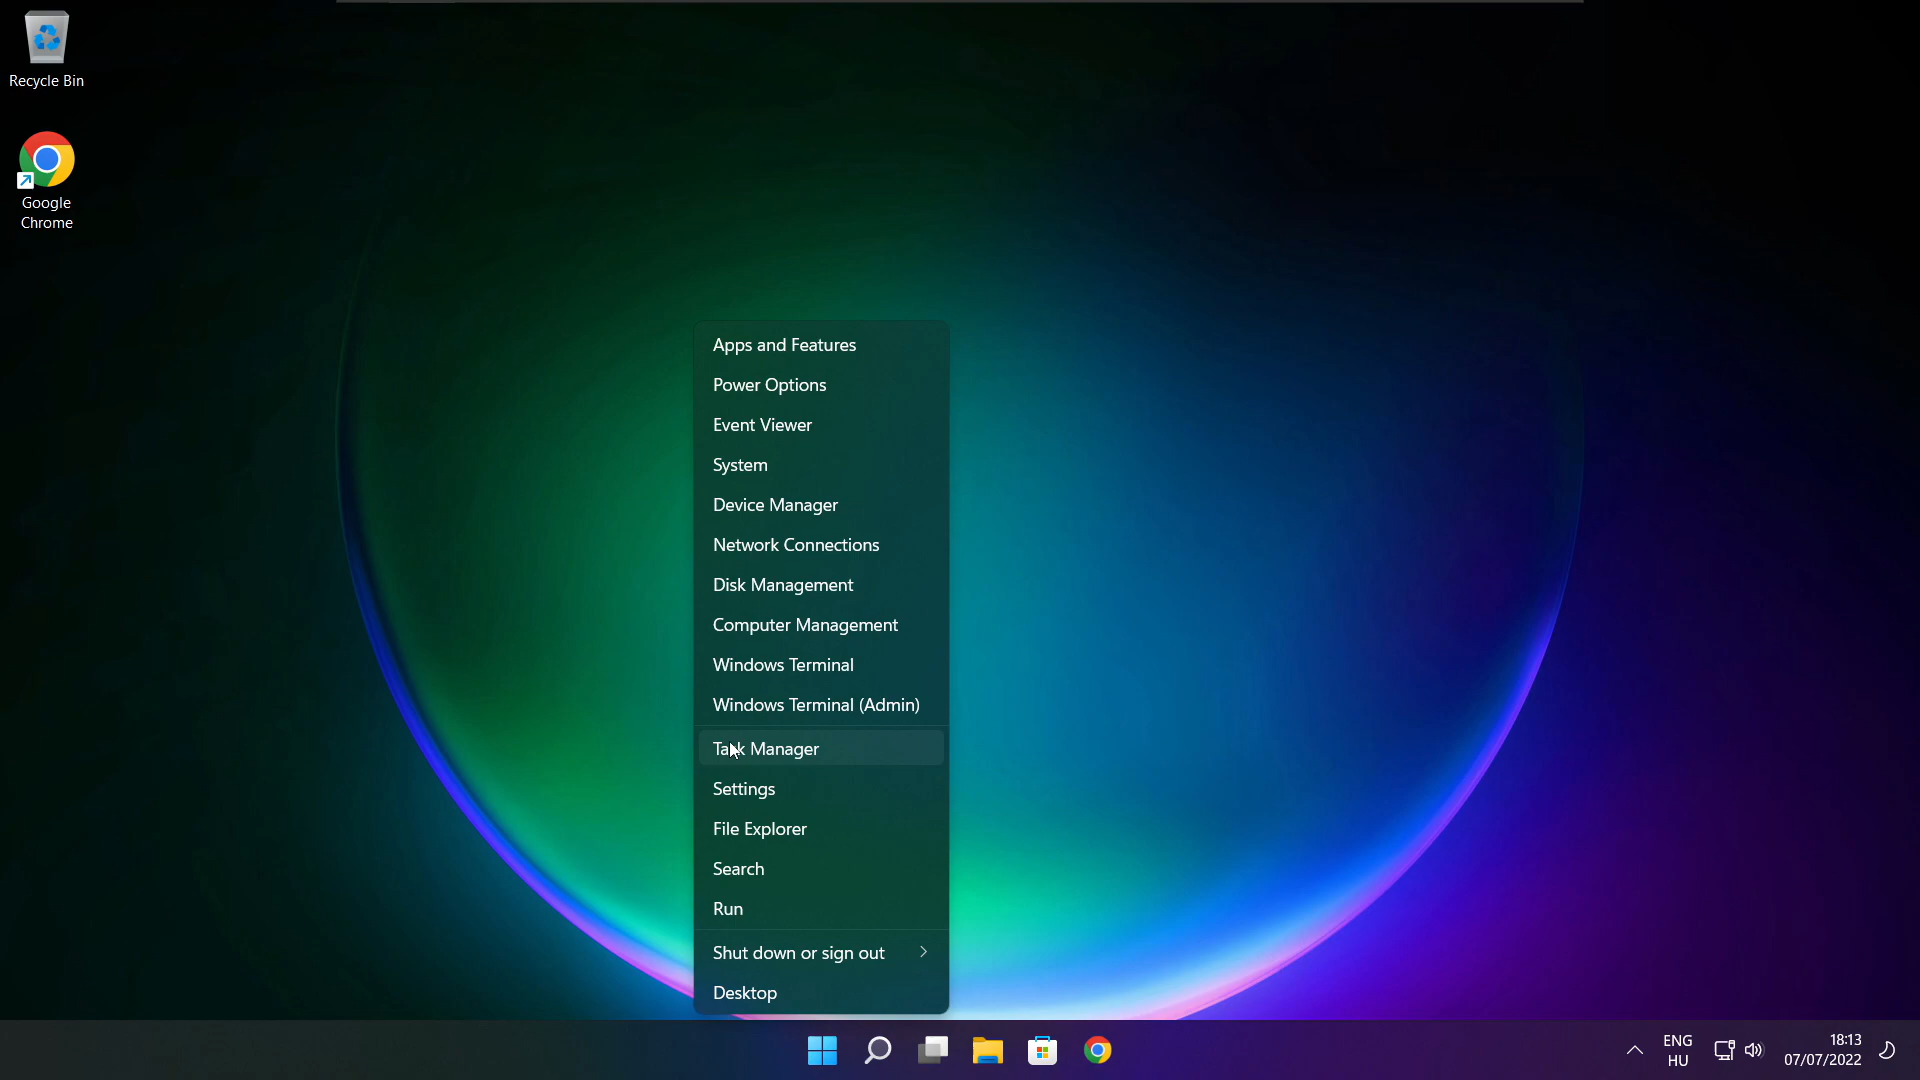 Recycle Bin
Google
Chrome
Apps and Features
Power Options
Event Viewer
System
Device Manager
Network Connections
Disk Management
Computer Management
Windows Terminal
Windows Terminal (Admin)
Task Manager
Settings
File Explorer
Search
Run
Shut down or sign out
Desktop
ENG
HU
18:13
07/07/2022